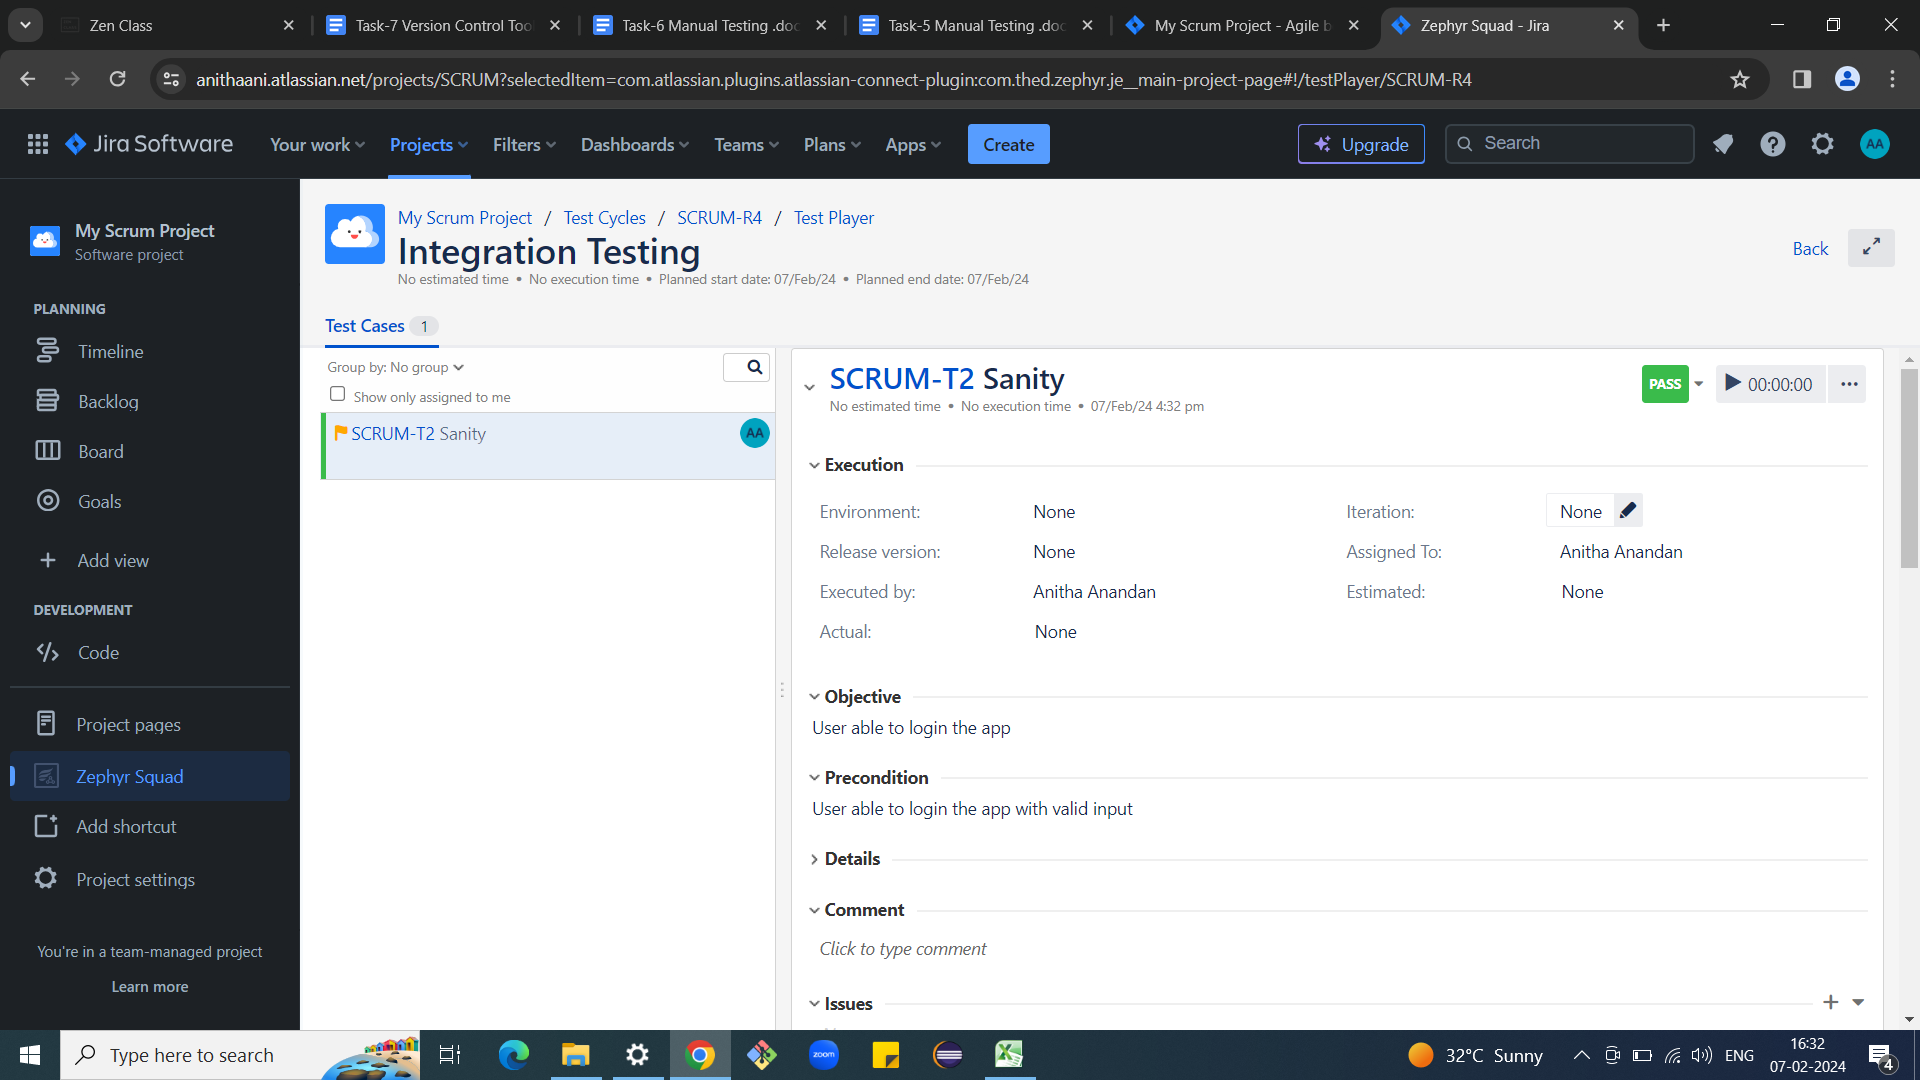 Zen Class
Task-7 Version Control Too
Task-6 Manual Testing .doc
Task-5 Manual Testing .doc
My Scrum Project - Agile b
Zephyr Squad - Jira
anithaani.atlassian.net/projects/SCRUM?selectedItem=com.atlassian.plugins.atlassian-connect-plugin:com.thed.zephyr.je__main-project-page#!/testPlayer/SCRUM-R4
Jira Software
Your work
Projects
Filters
Dashboards
Teams
Plans
Apps
Create
Upgrade
Search
AA
My Scrum Project
Software project
PLANNING
Timeline
Backlog
Board
Goals
Add view
DEVELOPMENT
Code
Project pages
Zephyr Squad
Add shortcut
Project settings
You're in a team-managed project
Learn more
My Scrum Project / Test Cycles / SCRUM-R4 / Test Player
Integration Testing
No estimated time • No execution time • Planned start date: 07/Feb/24 • Planned end date: 07/Feb/24
Back
Test Cases 1
Group by: No group
Show only assigned to me
SCRUM-T2 Sanity
AA
SCRUM-T2 Sanity
No estimated time • No execution time • 07/Feb/24 4:32 pm
PASS
00:00:00
Execution
Environment: None
Iteration: None
Release version: None
Assigned To: Anitha Anandan
Executed by: Anitha Anandan
Estimated: None
Actual: None
Objective
User able to login the app
Precondition
User able to login the app with valid input
Details
Comment
Click to type comment
Issues
Type here to search
zoom
32°C Sunny
ENG
16:32
07-02-2024
4